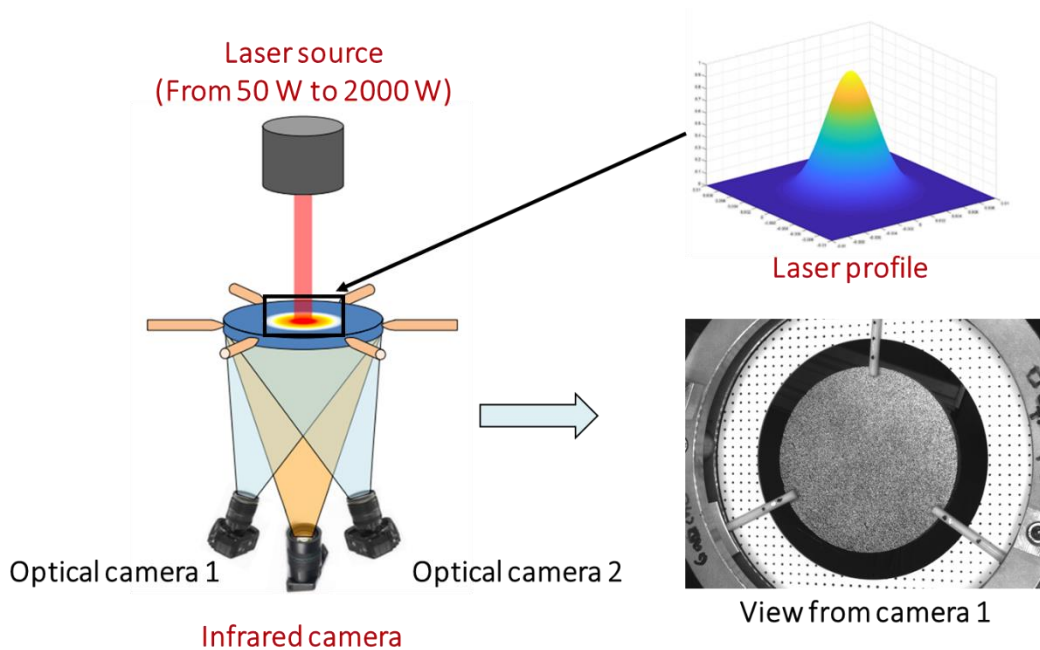 Laser source
(From 50 W to 2000 W)
Laser profile
Optical camera 1
Optical camera 2
View from camera 1
Infrared camera